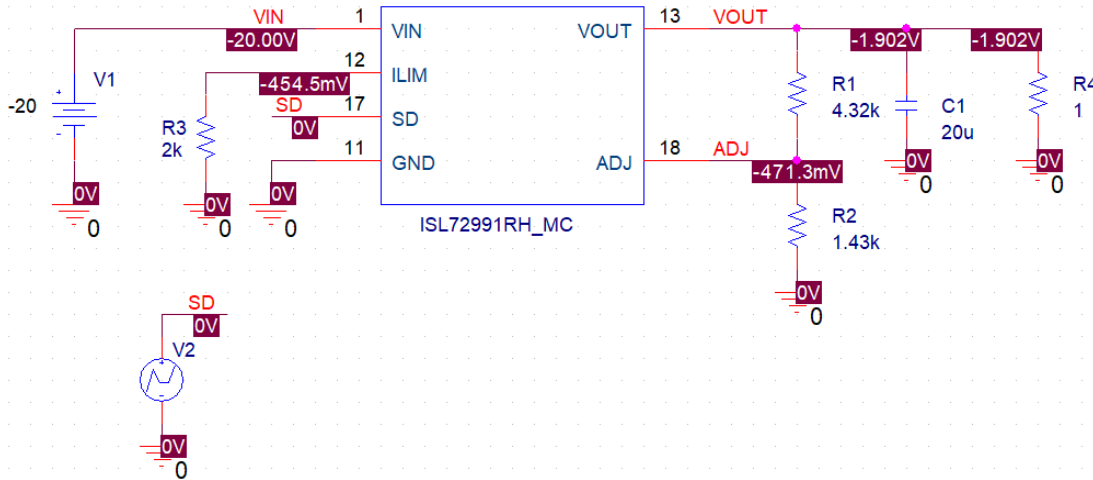 VIN
1
13
VOUT
-20.00V
VIN
VOUT
-1.902V
-1.902V
V1
12
-454.5mV
ILIM
R1
4.32k
C1
20u
R4
1
+
-20
-
SD
17
SD
0V
R3
2k
11
GND
ADJ
18
ADJ
-471.3mV
0V
0
0V
0
0V
0
0V
0
0V
0
ISL72991RH_MC
R2
1.43k
0V
0
SD
0V
V2
+
-
0V
0